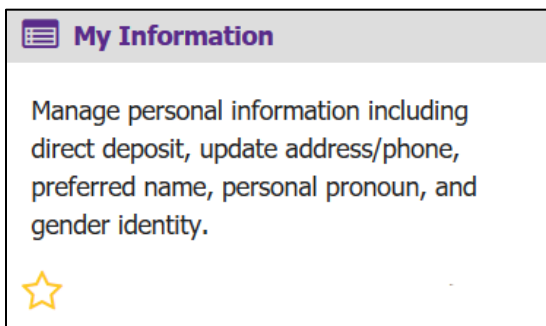 My Information
Manage personal information including
direct deposit, update address/phone,
preferred name, personal pronoun, and
gender identity.